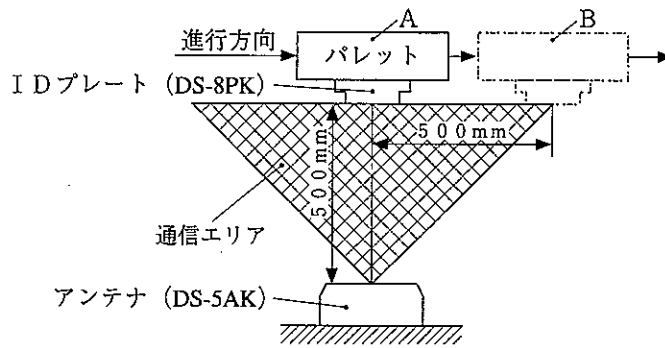 A
B
進行方向
パレット
ＩＤプレート (DS-8PK)
５００mm
５００mm
通信エリア
アンテナ (DS-5AK)